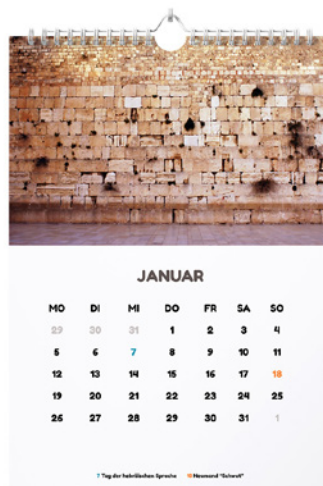 JANUAR
MO DI MI DO FR SA SO
29 30 31 1 2 3 4
5 6 7 8 9 10 11
12 13 14 15 16 17 18
19 20 21 22 23 24 25
26 27 28 29 30 31 1
7 Tag der hebräischen Sprache 18 Neumond "Schwat"